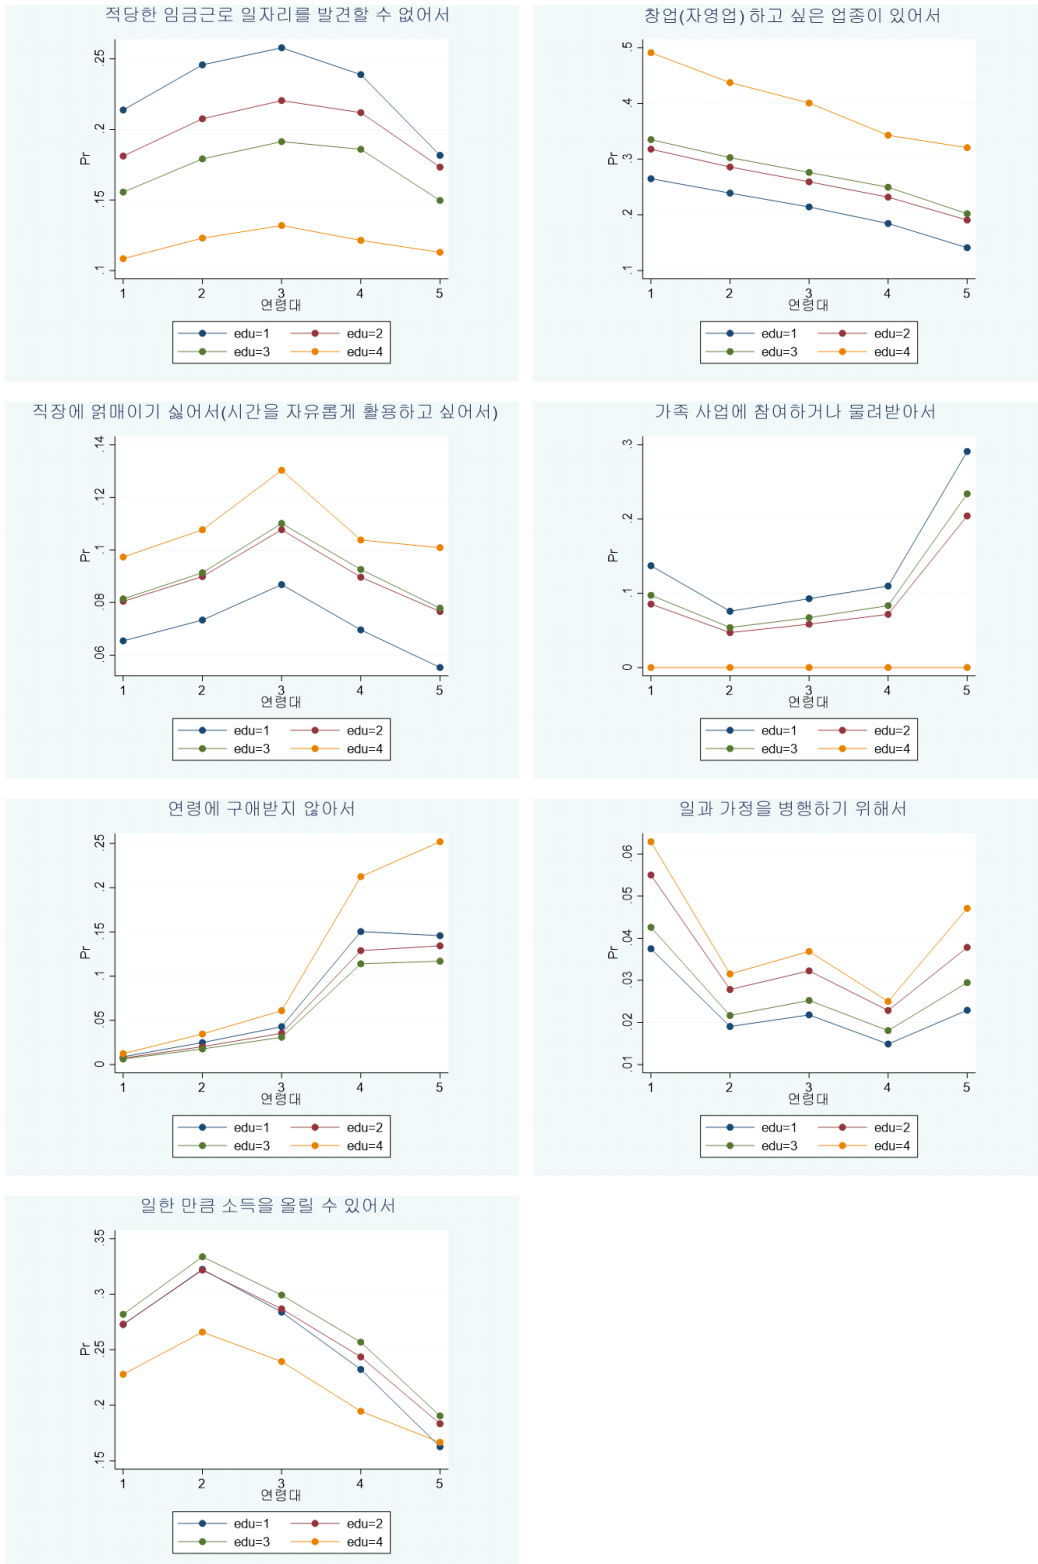 적당한 임금근로 일자리를 발견할 수 없어서
.25
.2
.15
.1
Pr
1 2 3 4 5
연령대
edu=1 edu=2
edu=3 edu=4
창업(자영업) 하고 싶은 업종이 있어서
.5
.4
.3
.2
.1
Pr
1 2 3 4 5
연령대
edu=1 edu=2
edu=3 edu=4
직장에 얽매이기 싫어서(시간을 자유롭게 활용하고 싶어서)
.14
.12
.1
.08
.06
Pr
1 2 3 4 5
연령대
edu=1 edu=2
edu=3 edu=4
가족 사업에 참여하거나 물려받아서
.3
.2
.1
0
Pr
1 2 3 4 5
연령대
edu=1 edu=2
edu=3 edu=4
연령에 구애받지 않아서
.25
.2
.15
.1
.05
0
Pr
1 2 3 4 5
연령대
edu=1 edu=2
edu=3 edu=4
일과 가정을 병행하기 위해서
.06
.05
.04
.03
.02
.01
Pr
1 2 3 4 5
연령대
edu=1 edu=2
edu=3 edu=4
일한 만큼 소득을 올릴 수 있어서
.35
.3
.25
.2
.15
Pr
1 2 3 4 5
연령대
edu=1 edu=2
edu=3 edu=4